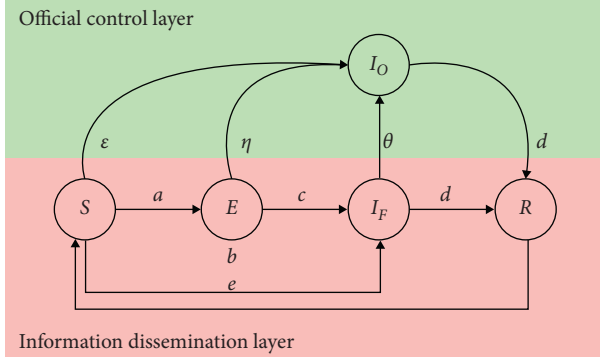 Official control layer
I_O
ε
η
θ
d
S
a
E
c
I_F
d
R
b
e
Information dissemination layer